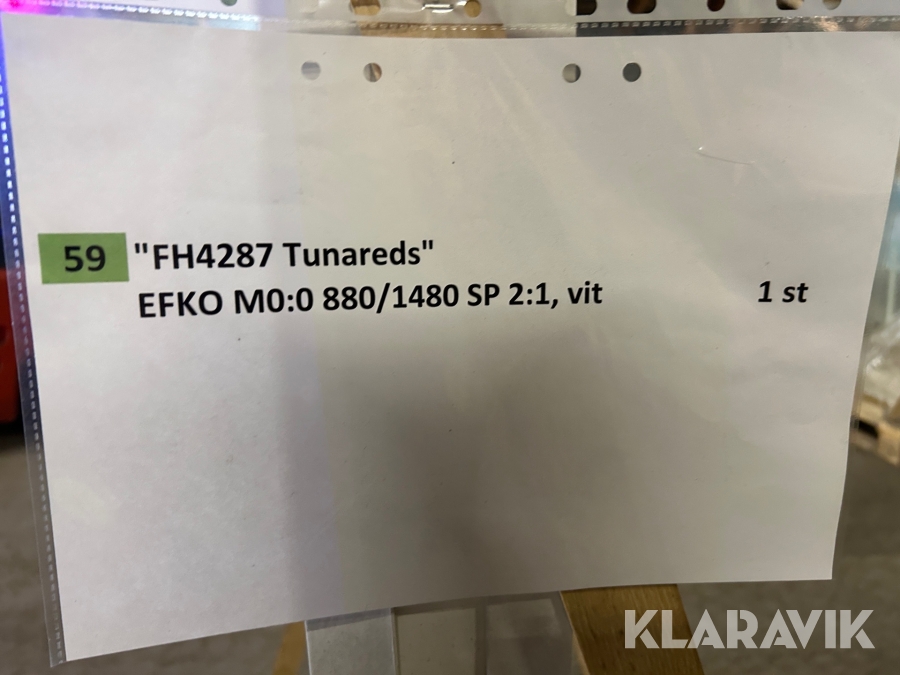 59 "FH4287 Tunareds"
EFKO M0:0 880/1480 SP 2:1, vit 1 st
KLARAVIK